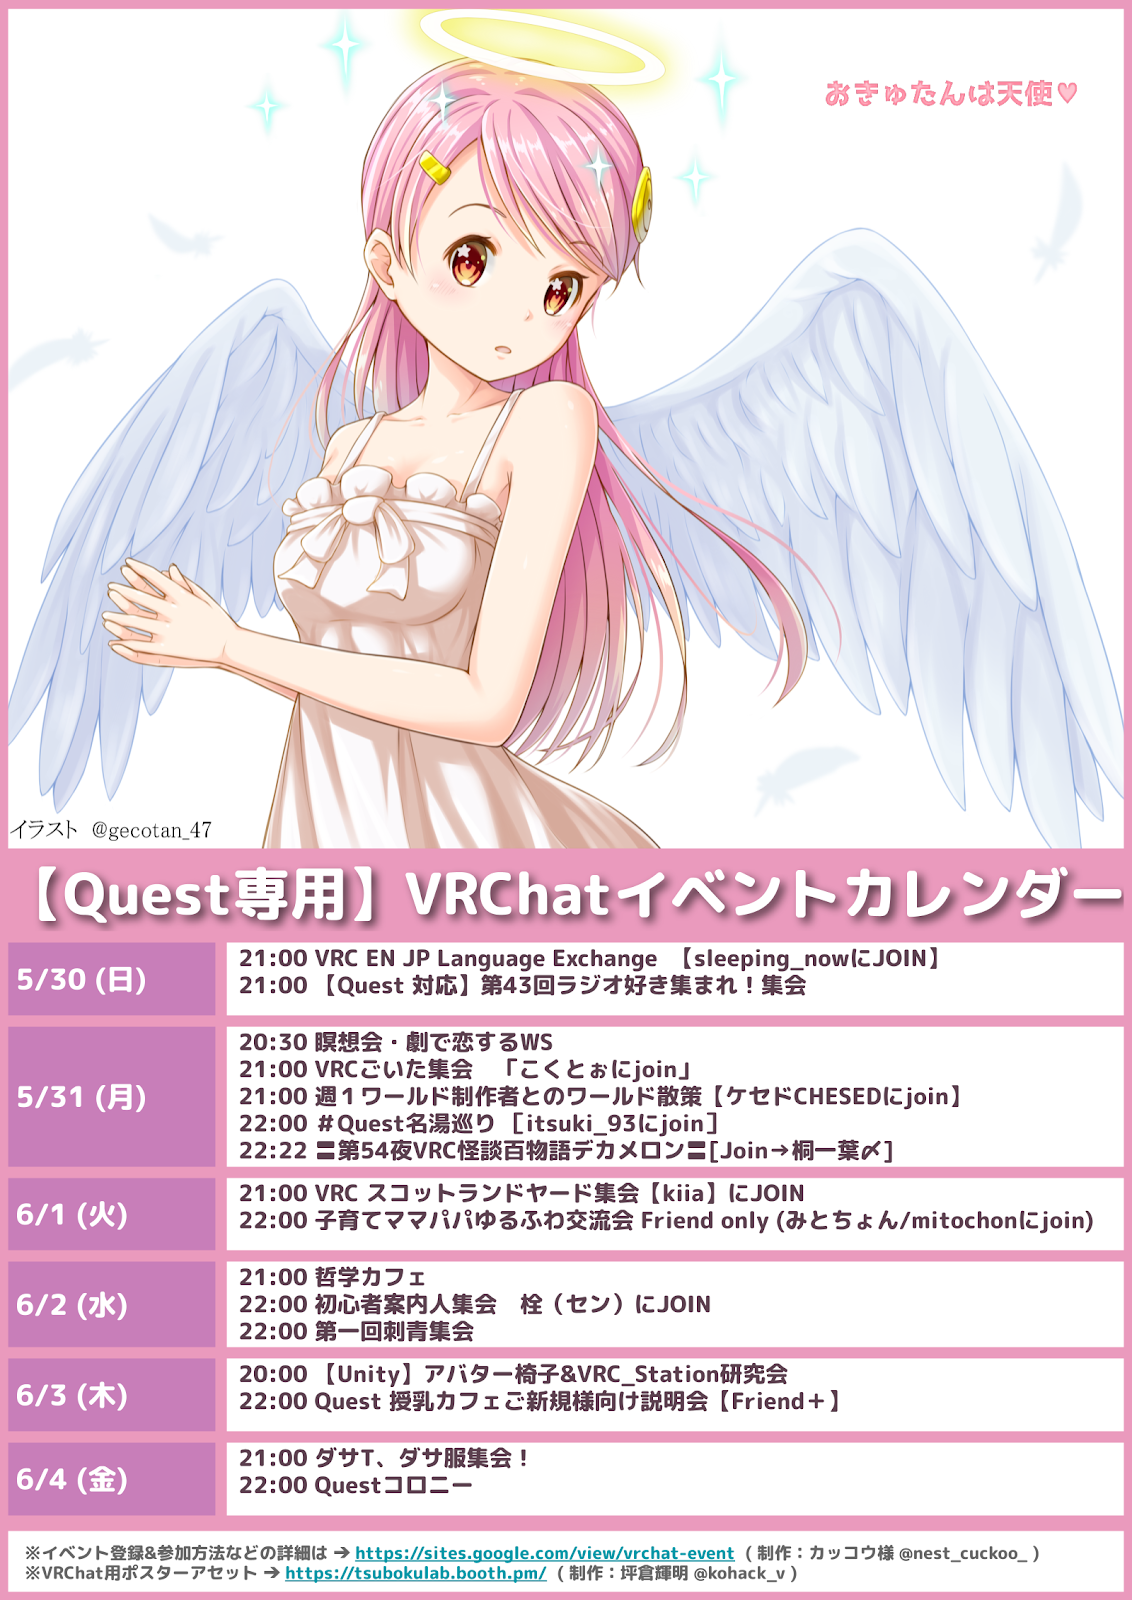 おきゅたんは天使♥
イラスト @gecotan_47
【Quest専用】VRChatイベントカレンダー
5/30 (日)
21:00 VRC EN JP Language Exchange 【sleeping_nowにJOIN】
21:00 【Quest 対応】第43回ラジオ好き集まれ！集会
5/31 (月)
20:30 瞑想会・劇で恋するWS
21:00 VRCごいた集会　「こくとぉにjoin」
21:00 週１ワールド制作者とのワールド散策【ケセドCHESEDにjoin】
22:00 ＃Quest名湯巡り ［itsuki_93にjoin］
22:22 〓第54夜VRC怪談百物語デカメロン〓[Join→桐一葉〆]
6/1 (火)
21:00 VRC スコットランドヤード集会【kiia】にJOIN
22:00 子育てママパパゆるふわ交流会 Friend only (みとちょん/mitochonにjoin)
6/2 (水)
21:00 哲学カフェ
22:00 初心者案内人集会　栓（セン）にJOIN
22:00 第一回刺青集会
6/3 (木)
20:00 【Unity】アバター椅子&VRC_Station研究会
22:00 Quest 授乳カフェご新規様向け説明会【Friend＋】
6/4 (金)
21:00 ダサT、ダサ服集会！
22:00 Questコロニー
※イベント登録&参加方法などの詳細は → https://sites.google.com/view/vrchat-event ( 制作：カッコウ様 @nest_cuckoo_ )
※VRChat用ポスターアセット → https://tsubokulab.booth.pm/ ( 制作：坪倉輝明 @kohack_v )